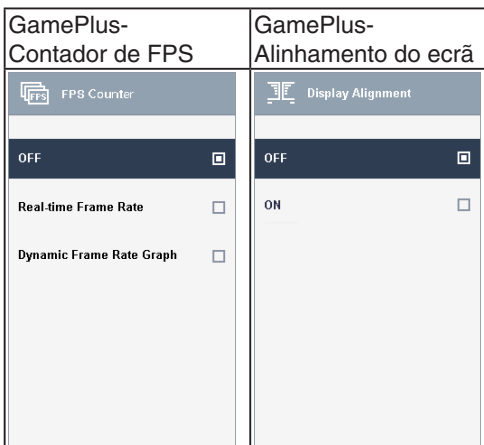 GamePlus-
Contador de FPS
FPS
FPS Counter
OFF
Real-time Frame Rate
Dynamic Frame Rate Graph
GamePlus-
Alinhamento do ecrã
Display Alignment
OFF
ON